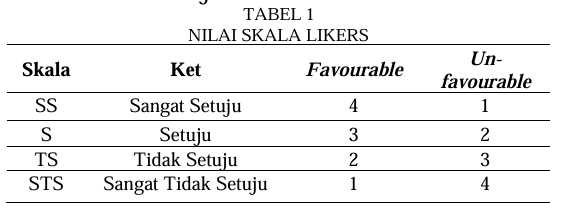 TABEL 1
NILAI SKALA LIKERS
Skala Ket Favourable Un-
favourable
SS Sangat Setuju 4 1
S Setuju 3 2
TS Tidak Setuju 2 3
STS Sangat Tidak Setuju 1 4